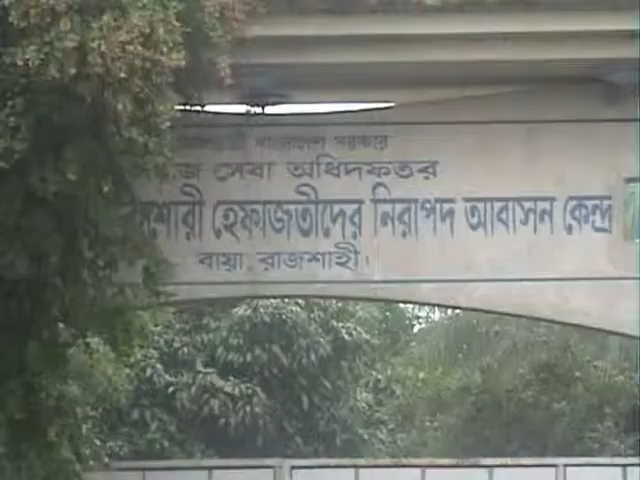 বাংলাদেশ সরকার
সেবা অধিদফতর
হেফাজতীদের নিরাপদ আবাসন কেন্দ্র
বায়া, রাজশাহী।